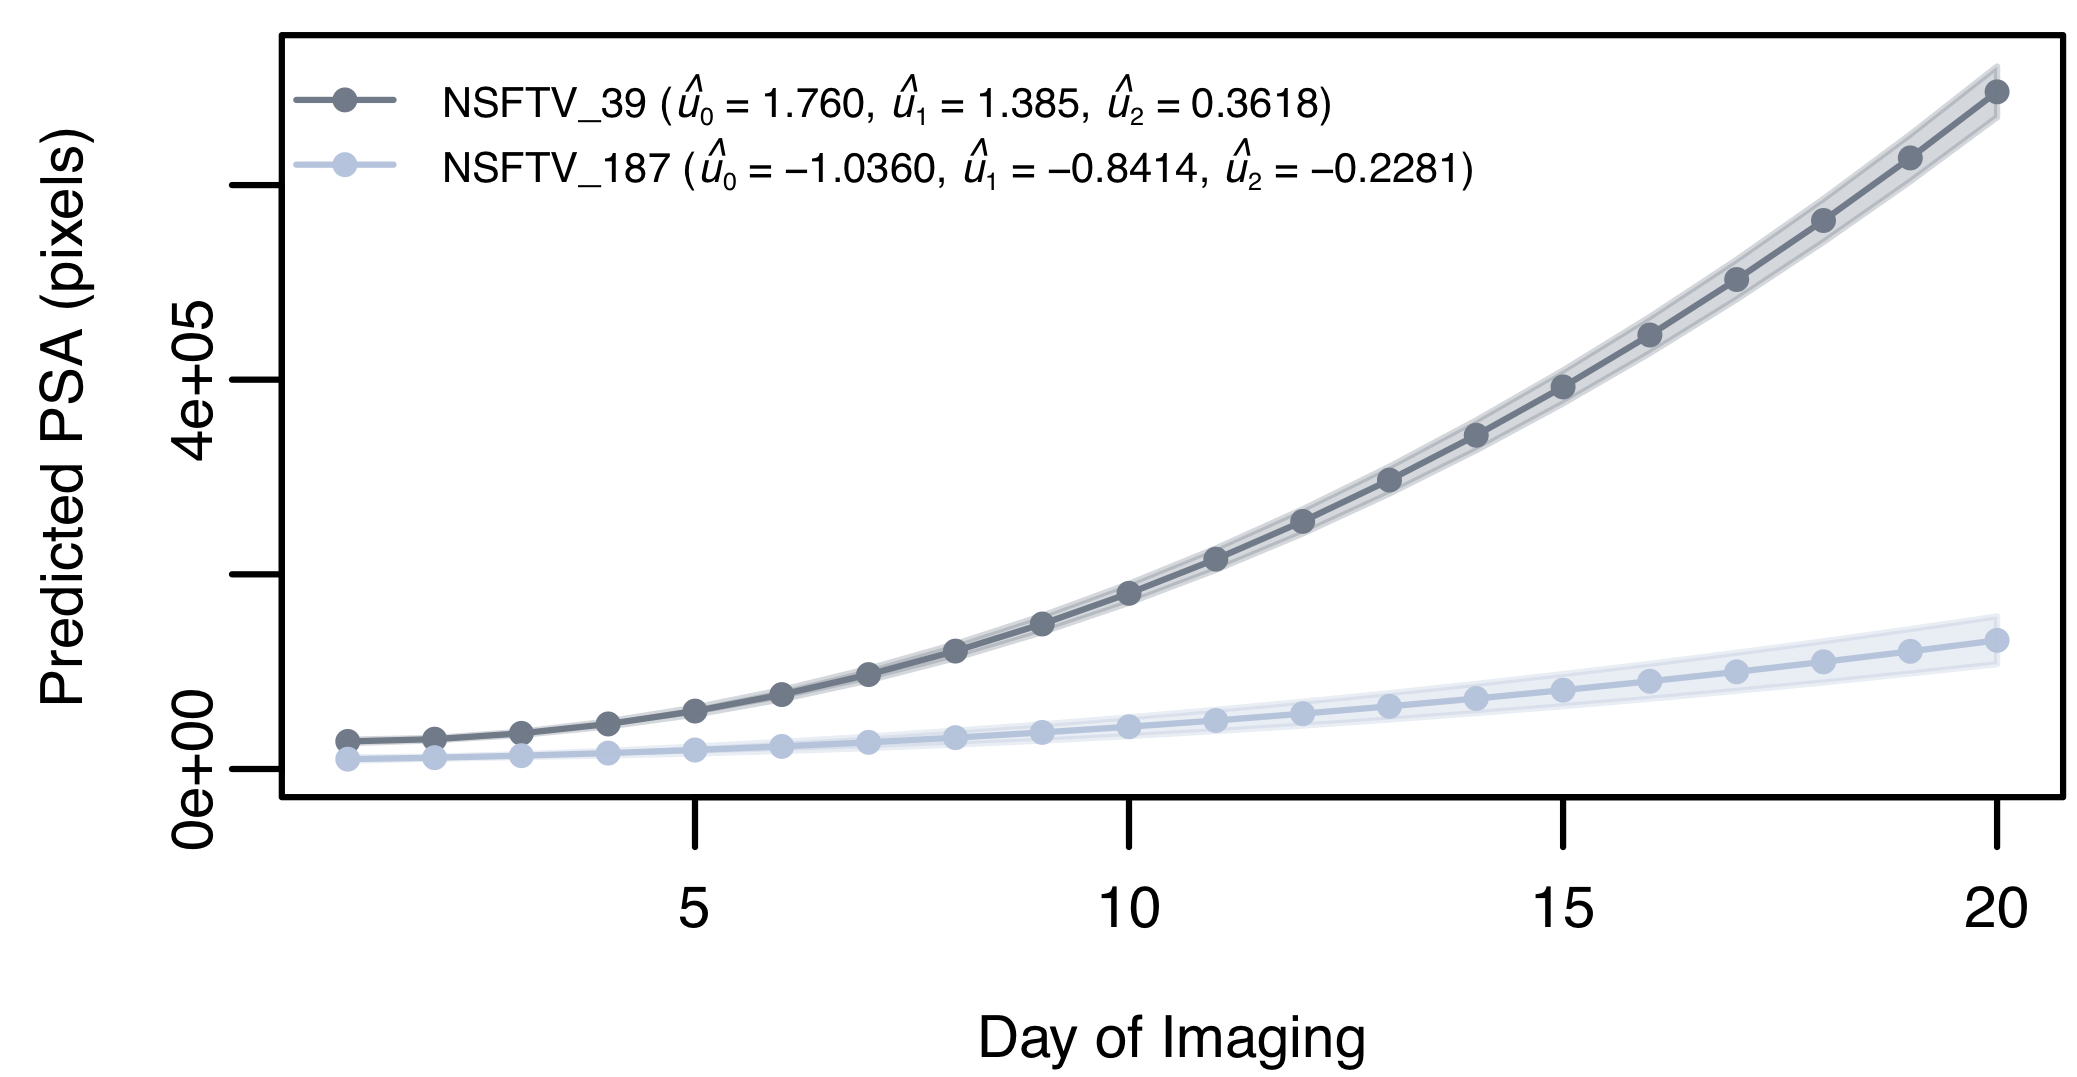 NSFTV_39 (û₀ = 1.760, û₁ = 1.385, û₂ = 0.3618)
NSFTV_187 (û₀ = −1.0360, û₁ = −0.8414, û₂ = −0.2281)
Predicted PSA (pixels)
4e+05
0e+00
5 10 15 20
Day of Imaging